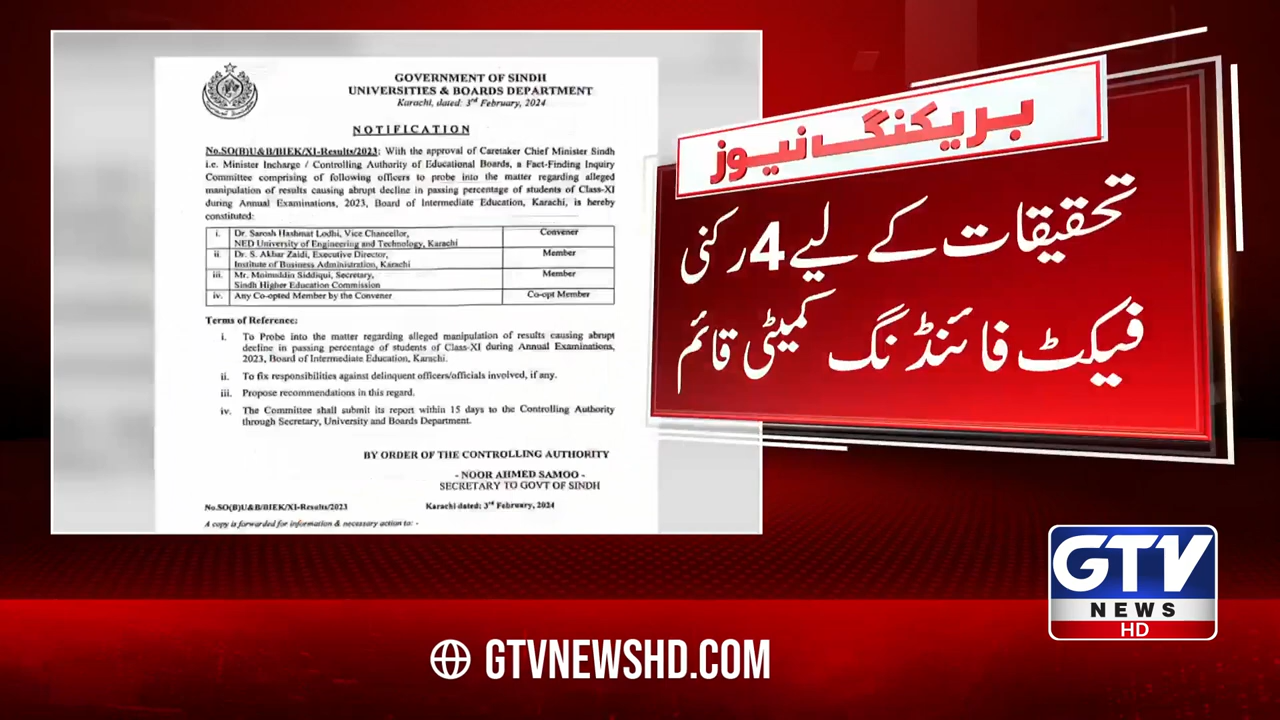 GOVERNMENT OF SINDH
UNIVERSITIES & BOARDS DEPARTMENT
Karachi, dated: 3rd February, 2024
NOTIFICATION
No.SO(B)U&B/BIEK/XI-Results/2023: With the approval of Caretaker Chief Minister Sindh
i.e. Minister Incharge / Controlling Authority of Educational Boards, a Fact-Finding Inquiry
Committee comprising of following officers to probe into the matter regarding alleged
manipulation of results causing abrupt decline in passing percentage of students of Class-XI
during Annual Examinations, 2023, Board of Intermediate Education, Karachi, is hereby
constituted:
i. Dr. Sarosh Hashmat Lodhi, Vice Chancellor, Convener
NED University of Engineering and Technology, Karachi
ii. Dr. S. Akbar Zaidi, Executive Director, Member
Institute of Business Administration, Karachi
iii. Mr. Moinuddin Siddiqui, Secretary, Member
Sindh Higher Education Commission
iv. Any Co-opted Member by the Convener Co-opt Member
Terms of Reference:
i. To Probe into the matter regarding alleged manipulation of results causing abrupt
decline in passing percentage of students of Class-XI during Annual Examinations,
2023, Board of Intermediate Education, Karachi.
ii. To fix responsibilities against delinquent officers/officials involved, if any.
iii. Propose recommendations in this regard.
iv. The Committee shall submit its report within 15 days to the Controlling Authority
through Secretary, University and Boards Department.
BY ORDER OF THE CONTROLLING AUTHORITY
- NOOR AHMED SAMOO -
SECRETARY TO GOVT OF SINDH
No.SO(B)U&B/BIEK/XI-Results/2023 Karachi dated: 3rd February, 2024
A copy is forwarded for information & necessary action to: -
بریکنگ نیوز
تحقیقات کے لیے 4 رکنی
فیکٹ فائنڈنگ کمیٹی قائم
GTV
NEWS
HD
GTVNEWSHD.COM